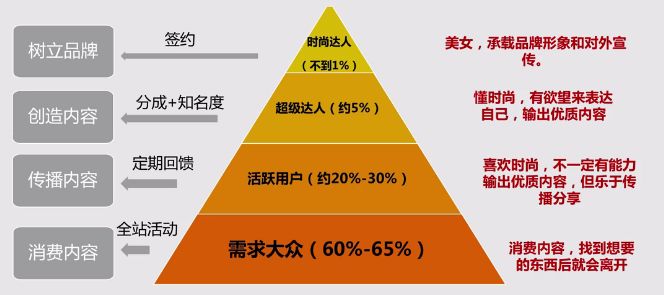 树立品牌
签约
时尚达人
（不到1%）
美女，承载品牌形象和对外宣
传。
创造内容
分成+知名度
超级达人（约5%）
懂时尚，有欲望来表达
自己，输出优质内容
传播内容
定期回馈
活跃用户（约20%-30%）
喜欢时尚，不一定有能力
输出优质内容，但乐于传
播分享
消费内容
全站活动
需求大众（60%-65%）
消费内容，找到想要
的东西后就会离开